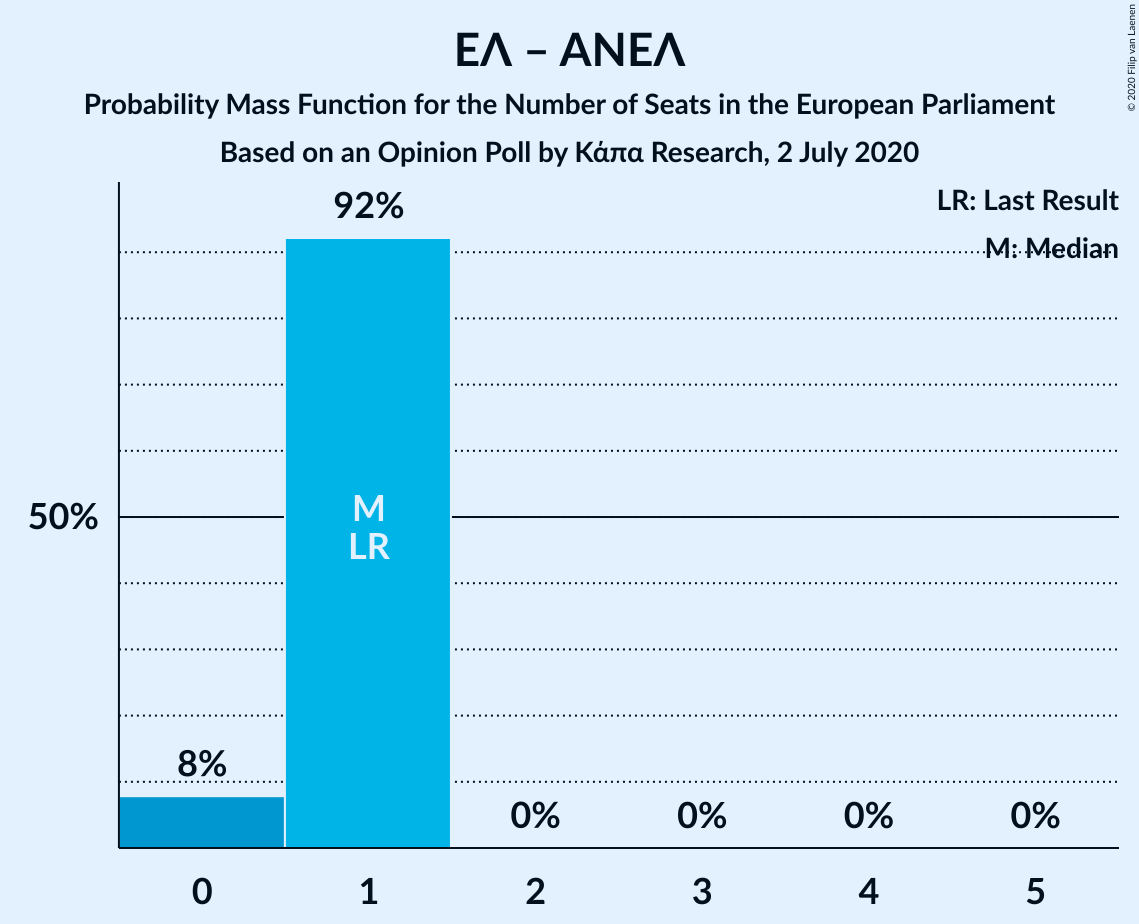 ΕΛ – ΑΝΕΛ
Probability Mass Function for the Number of Seats in the European Parliament
Based on an Opinion Poll by Κάπα Research, 2 July 2020
© 2020 Filip van Laenen
LR: Last Result
M: Median
92%
50%
M
LR
8%
0% 0% 0% 0%
0 1 2 3 4 5